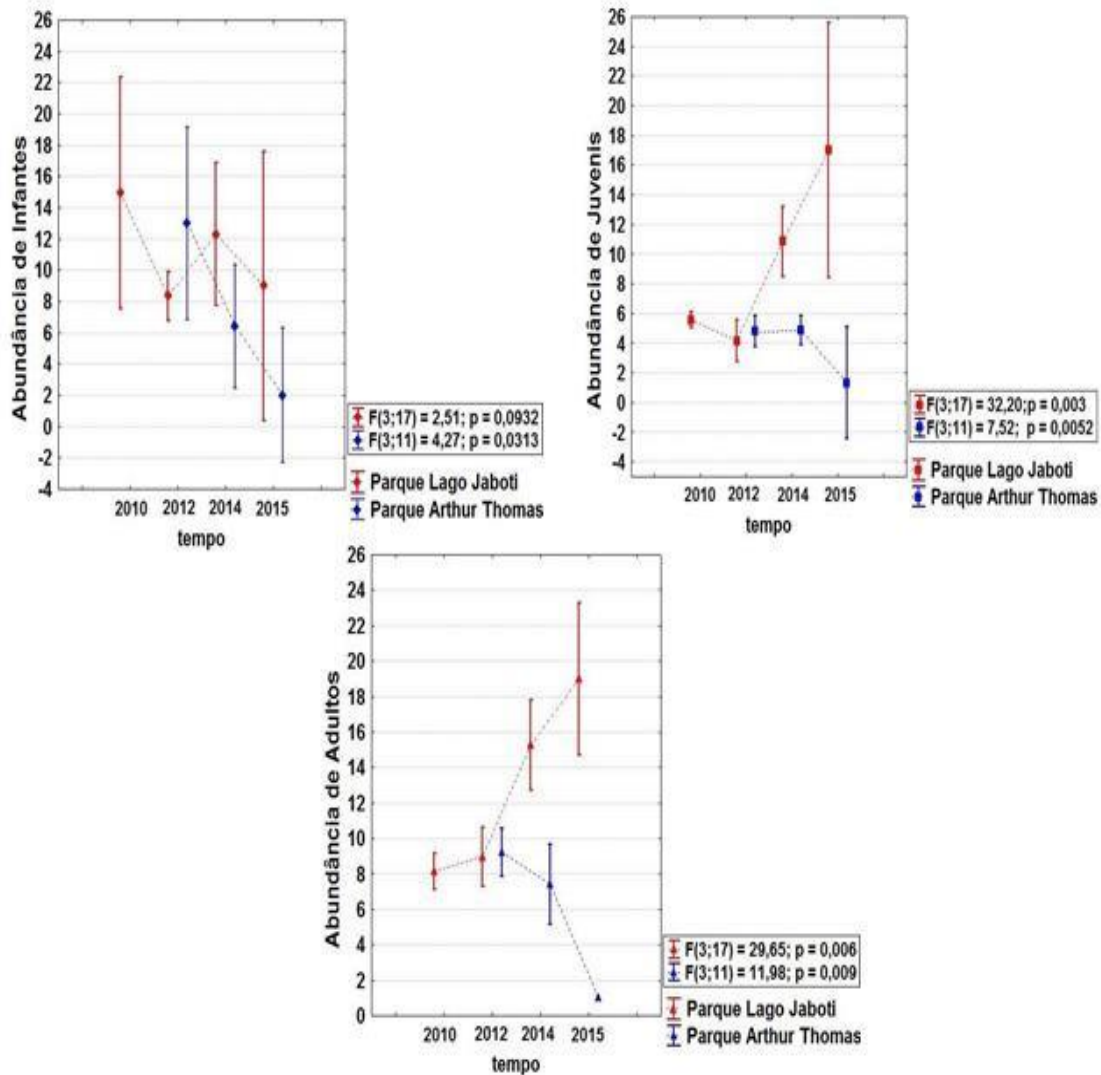 Abundância de Infantes
26
24
22
20
18
16
14
12
10
8
6
4
2
0
-2
-4
2010 2012 2014 2015
tempo
F(3;17) = 2,51; p = 0,0932
F(3;11) = 4,27; p = 0,0313
Parque Lago Jaboti
Parque Arthur Thomas
Abundância de Juvenis
26
24
22
20
18
16
14
12
10
8
6
4
2
0
-2
-4
2010 2012 2014 2015
tempo
F(3;17) = 32,20;p = 0,003
F(3;11) = 7,52; p = 0,0052
Parque Lago Jaboti
Parque Arthur Thomas
Abundância de Adultos
26
24
22
20
18
16
14
12
10
8
6
4
2
0
2010 2012 2014 2015
tempo
F(3;17) = 29,65; p = 0,006
F(3;11) = 11,98; p = 0,009
Parque Lago Jaboti
Parque Arthur Thomas